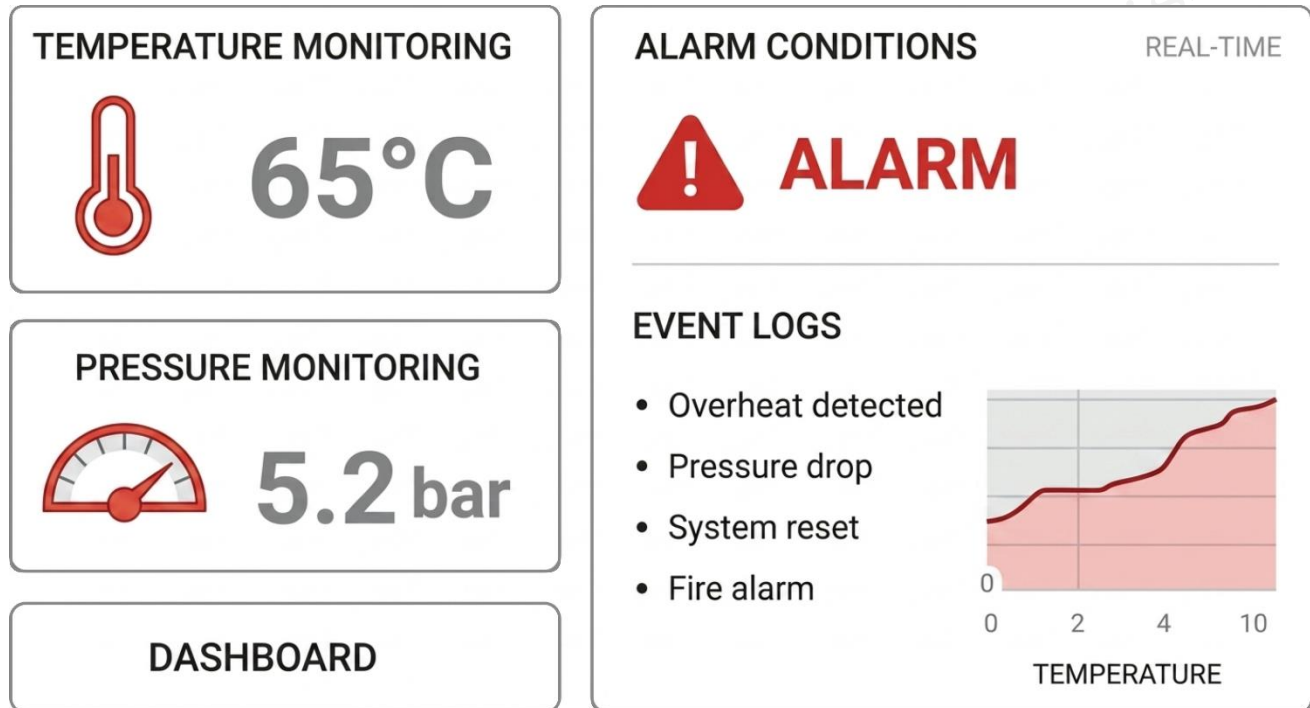 TEMPERATURE MONITORING
65°C
PRESSURE MONITORING
5.2 bar
DASHBOARD
ALARM CONDITIONS
REAL-TIME
ALARM
EVENT LOGS
• Overheat detected
• Pressure drop
• System reset
• Fire alarm
0
0 2 4 10
TEMPERATURE